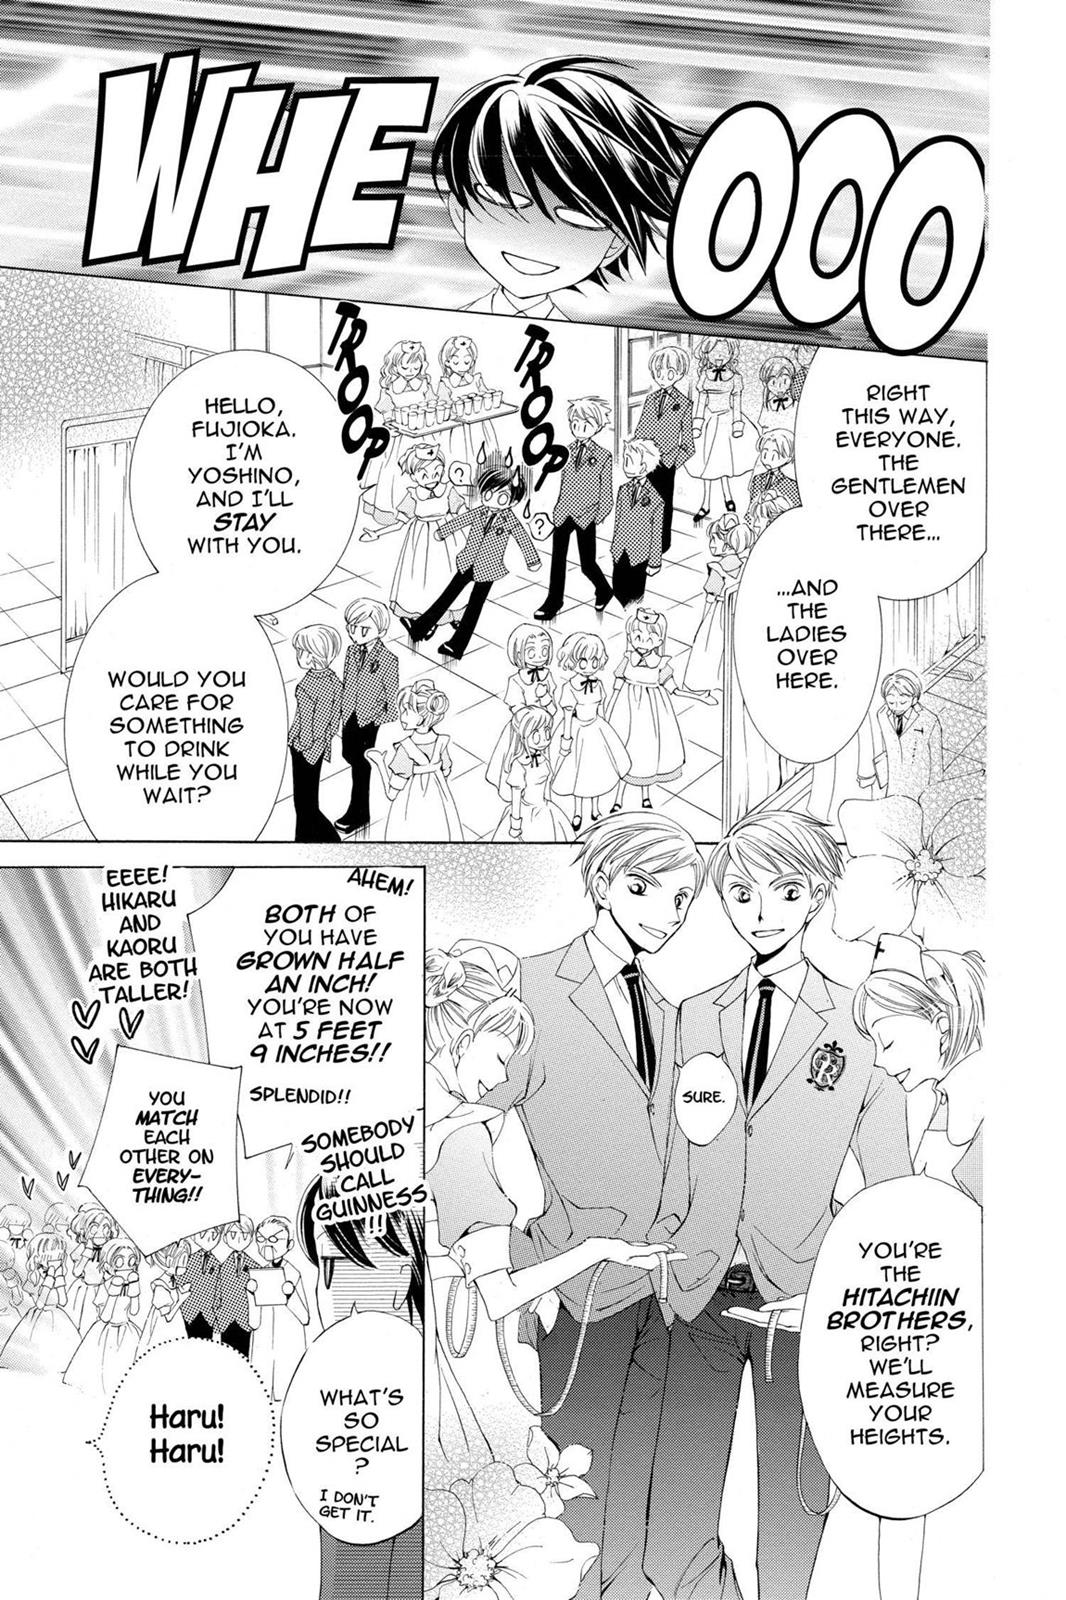 WHE
OOO
RIGHT
THIS WAY,
EVERYONE.
THE
GENTLEMEN
OVER
THERE...
...AND
THE
LADIES
OVER
HERE.
TROOP
TROOP
?
?
HELLO,
FUJIOKA.
I'M
YOSHINO,
AND I'LL
STAY
WITH YOU.
WOULD YOU
CARE FOR
SOMETHING
TO DRINK
WHILE YOU
WAIT?
SURE.
YOU'RE
THE
HITACHIIN
BROTHERS,
RIGHT?
WE'LL
MEASURE
YOUR
HEIGHTS.
AHEM!
BOTH OF
YOU HAVE
GROWN HALF
AN INCH!
YOU'RE NOW
AT 5 FEET
9 INCHES!!
SPLENDID!!
EEEE!
HIKARU
AND
KAORU
ARE BOTH
TALLER!
YOU
MATCH
EACH
OTHER ON
EVERY-
THING!!
SOMEBODY
SHOULD
CALL
GUINNESS
!!!
WHAT'S
SO
SPECIAL
?
I DON'T
GET IT.
Haru!
Haru!